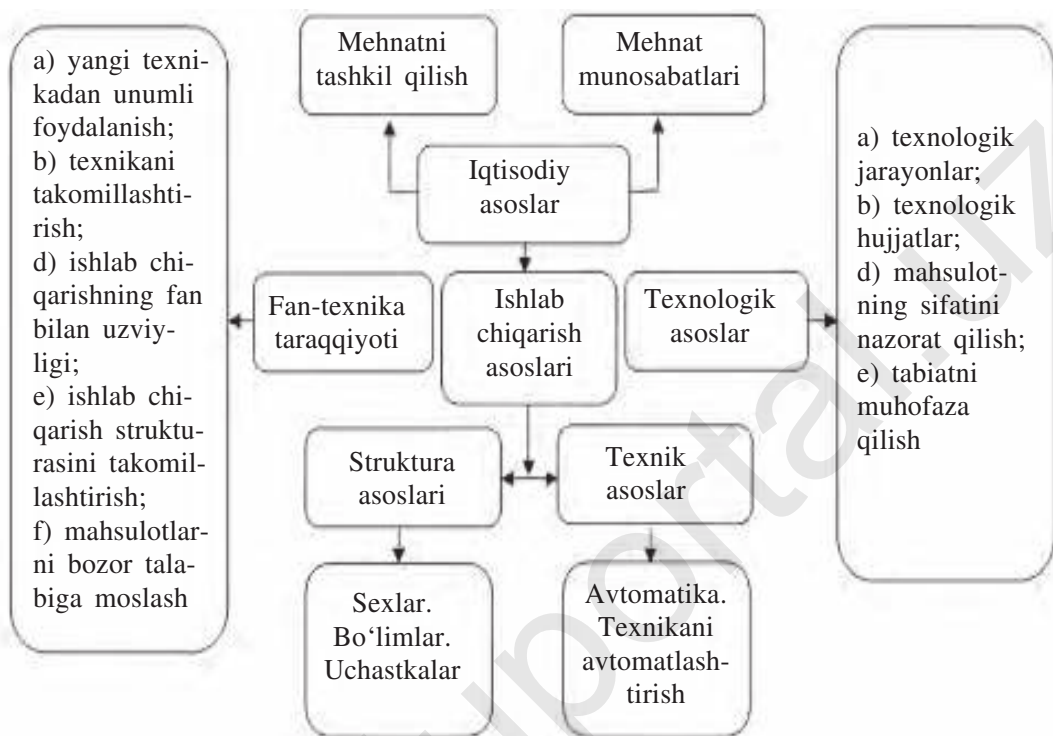 a) yangi texni-
kadan unumli
foydalanish;
b) texnikani
takomillashti-
rish;
d) ishlab chi-
qarishning fan
bilan uzviy-
ligi;
e) ishlab chi-
qarish struktu-
rasini takomil-
lashtirish;
f) mahsulotlar-
ni bozor tala-
biga moslash
Mehnatni
tashkil qilish
Mehnat
munosabatlari
Iqtisodiy
asoslar
Fan-texnika
taraqqiyoti
Ishlab
chiqarish
asoslari
Texnologik
asoslar
Struktura
asoslari
Texnik
asoslar
Sexlar.
Bo‘limlar.
Uchastkalar
Avtomatika.
Texnikani
avtomatlash-
tirish
a) texnologik
jarayonlar;
b) texnologik
hujjatlar;
d) mahsulot-
ning sifatini
nazorat qilish;
e) tabiatni
muhofaza
qilish
uportal.uz